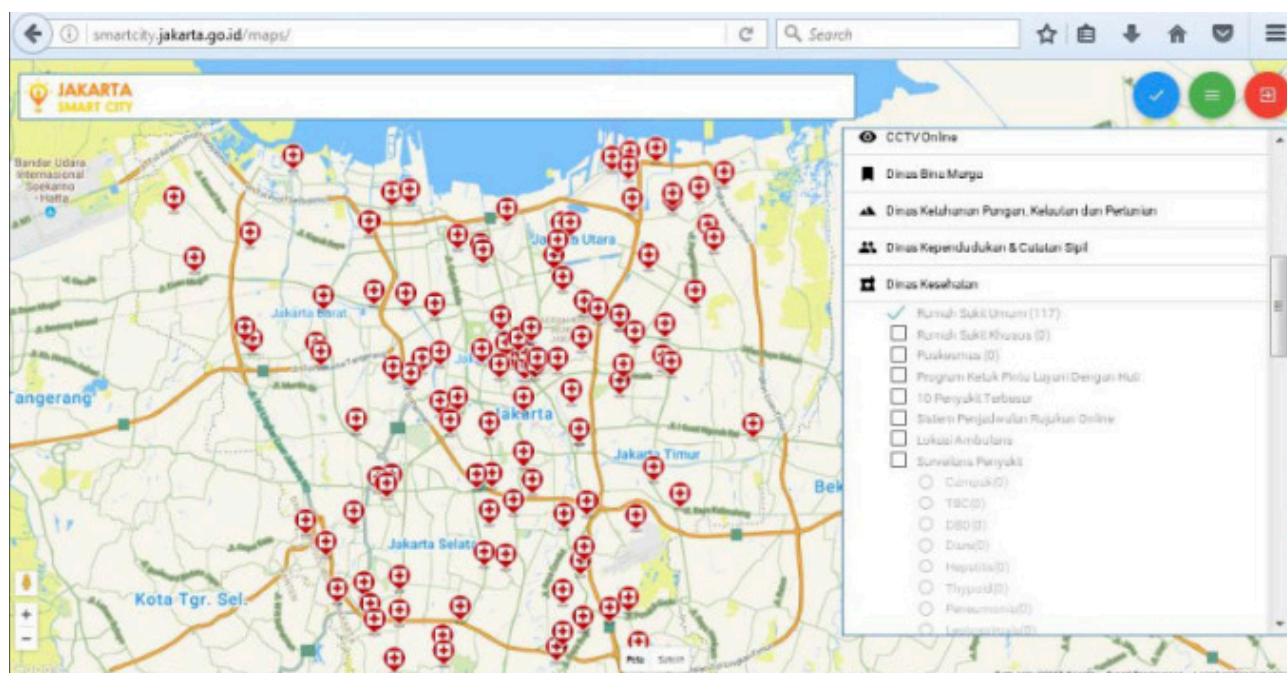 smartcity.jakarta.go.id/maps/
Search
JAKARTA
SMART CITY
Bandar Udara
Internasional
Soekarno
- Hatta
Jakarta Utara
Jakarta Barat
Tangerang
Jakarta
Jakarta Timur
Bek
Jakarta Selata
Kota Tgr. Sel.
CCTV Online
Dinas Bina Marga
Dinas Ketahanan Pangan, Kelautan dan Pertanian
Dinas Kependudukan & Catatan Sipil
Dinas Kesehatan
Rumah Sakit Umum (117)
Rumah Sakit Khusus (0)
Puskesmas (0)
Program Ketuk Pintu Layani Dengan Hati
10 Penyakit Terbesar
Sistem Penjadwalan Rujukan Online
Lokasi Ambulans
Surveilans Penyakit
Campak(0)
TBC(0)
DBD(0)
Diare(0)
Hepatitis(0)
Thypoid(0)
Pneumonia(0)
Peta Satelit